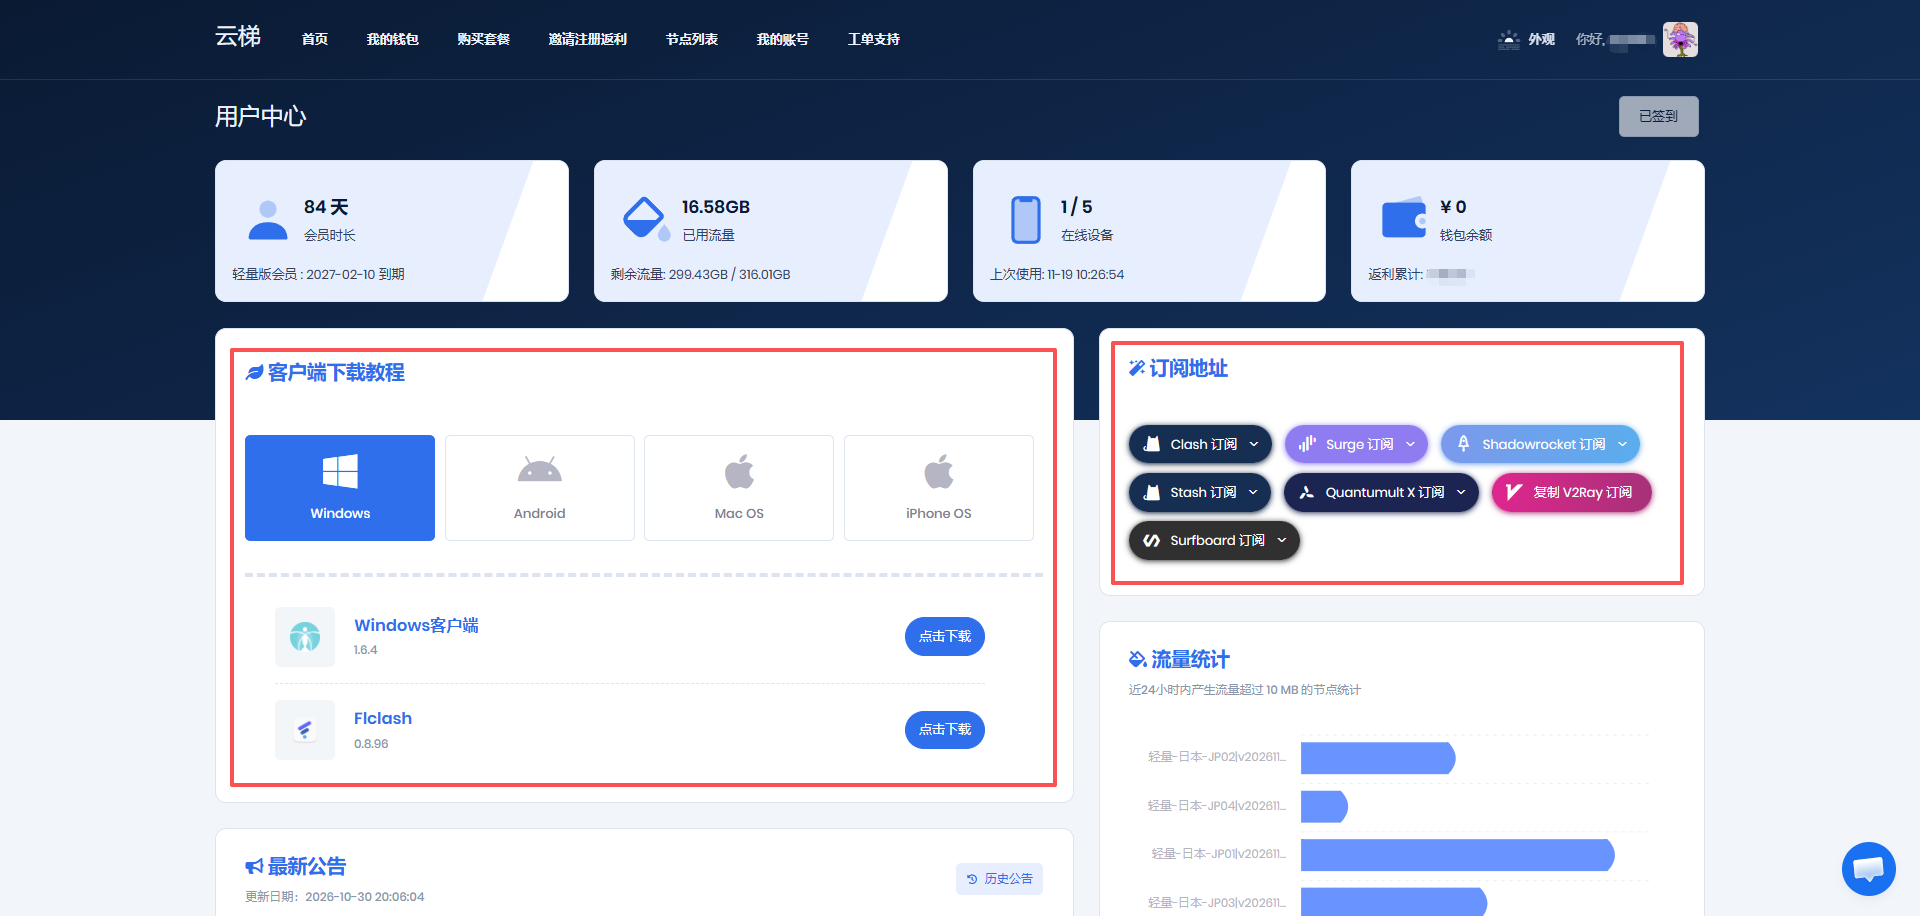 云梯 首页 我的钱包 购买套餐 邀请注册返利 节点列表 我的账号 工单支持 外观 你好,
用户中心 已签到
84 天
会员时长
轻量版会员 : 2027-02-10 到期
16.58GB
已用流量
剩余流量: 299.43GB / 316.01GB
1 / 5
在线设备
上次使用: 11-19 10:26:54
¥ 0
钱包余额
返利累计:
客户端下载教程
Windows Android Mac OS iPhone OS
Windows客户端
1.6.4
点击下载
Flclash
0.8.96
点击下载
最新公告
更新日期：2026-10-30 20:06:04
历史公告
订阅地址
Clash 订阅 Surge 订阅 Shadowrocket 订阅
Stash 订阅 Quantumult X 订阅 复制 V2Ray 订阅
Surfboard 订阅
流量统计
近24小时内产生流量超过 10 MB 的节点统计
轻量-日本-JP02|v202611...
轻量-日本-JP04|v202611...
轻量-日本-JP01|v202611...
轻量-日本-JP03|v202611...